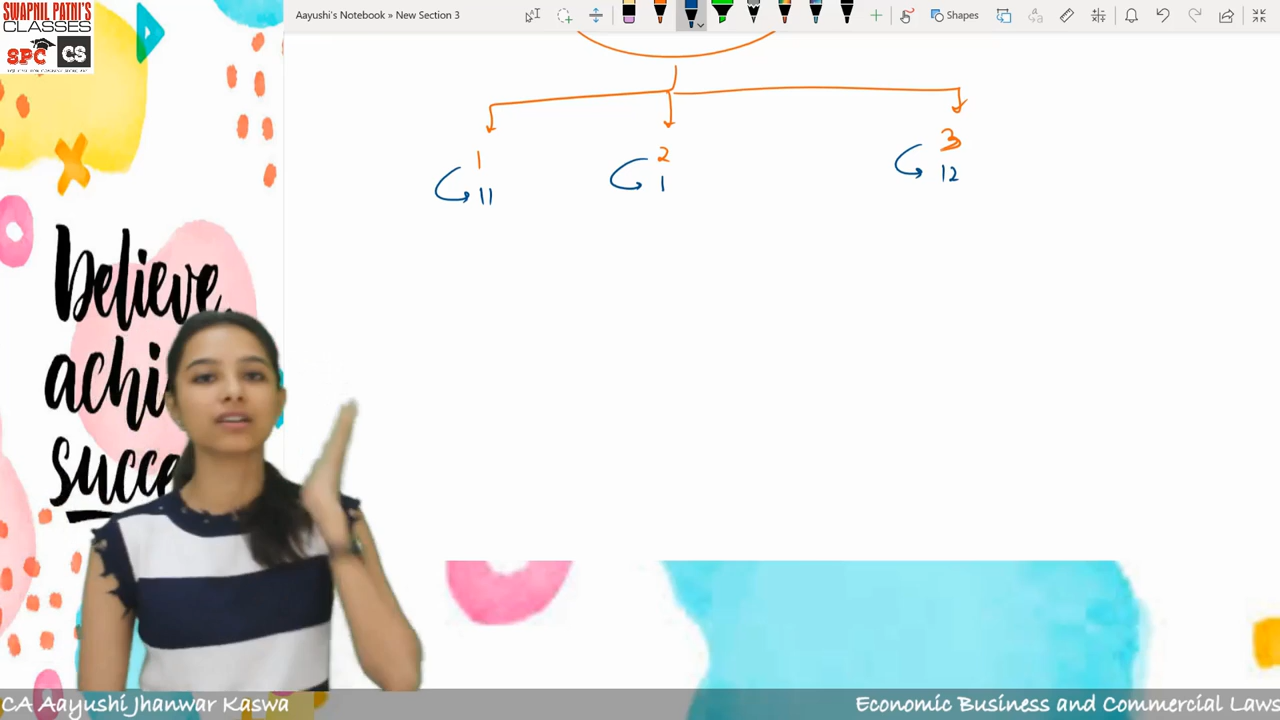 SWAPNIL PATNI'S
CLASSES
SPC CS
Aayushi's Notebook » New Section 3
Shapes
1 2 3
11 1 12
believe
achi
succe
CA Aayushi Jhanwar Kaswa
Economic Business and Commercial Laws